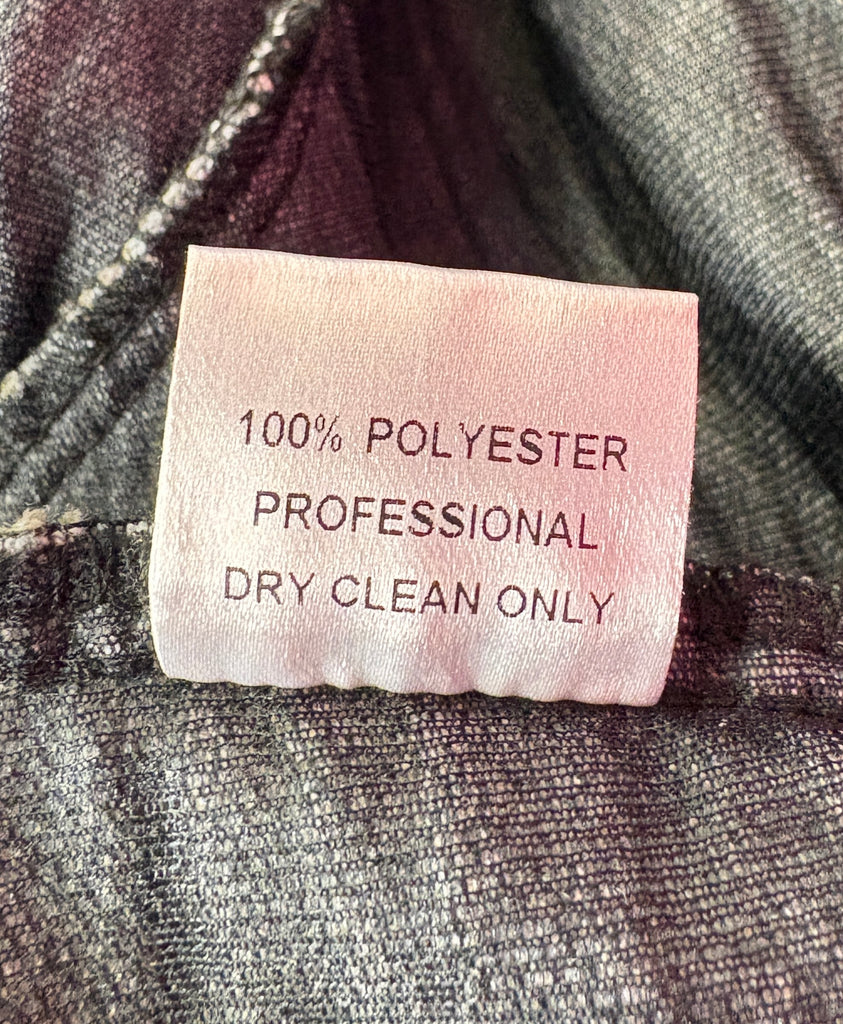 100% POLYESTER
PROFESSIONAL
DRY CLEAN ONLY